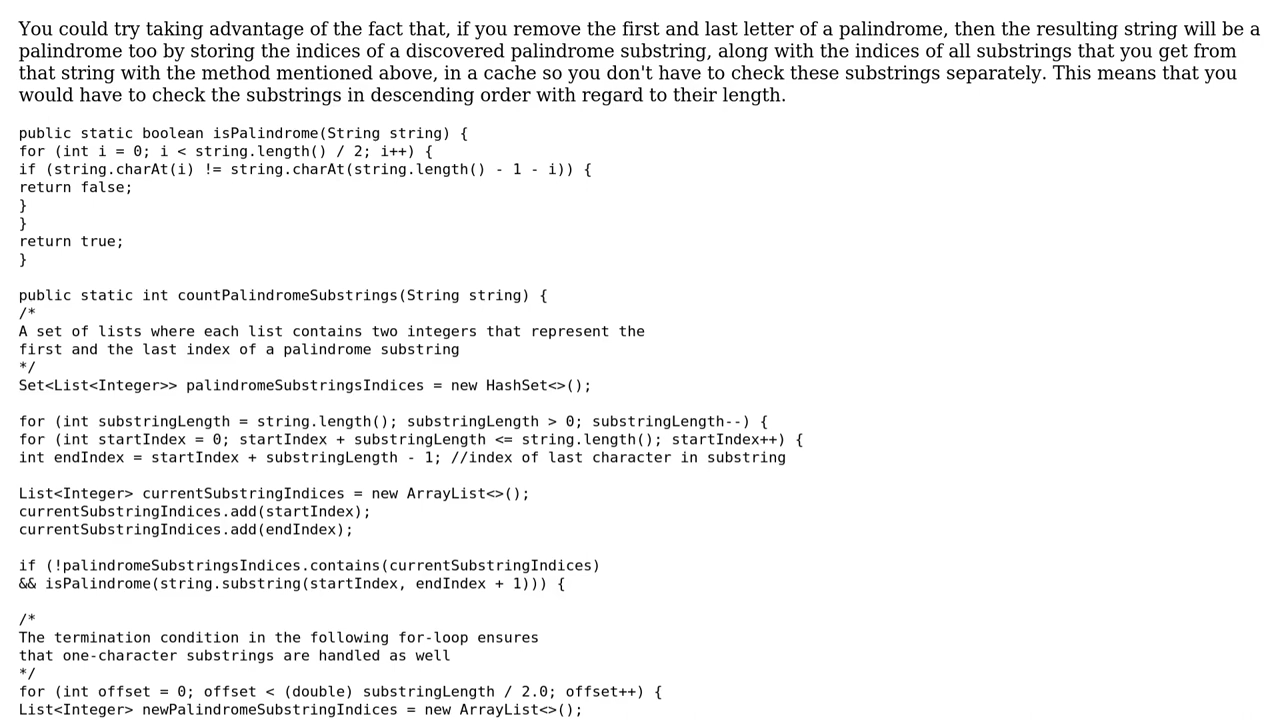 You could try taking advantage of the fact that, if you remove the first and last letter of a palindrome, then the resulting string will be a
palindrome too by storing the indices of a discovered palindrome substring, along with the indices of all substrings that you get from
that string with the method mentioned above, in a cache so you don't have to check these substrings separately. This means that you
would have to check the substrings in descending order with regard to their length.
public static boolean isPalindrome(String string) {
for (int i = 0; i < string.length() / 2; i++) {
if (string.charAt(i) != string.charAt(string.length() - 1 - i)) {
return false;
}
}
return true;
}
public static int countPalindromeSubstrings(String string) {
/*
A set of lists where each list contains two integers that represent the
first and the last index of a palindrome substring
*/
Set<List<Integer>> palindromeSubstringsIndices = new HashSet<>();
for (int substringLength = string.length(); substringLength > 0; substringLength--) {
for (int startIndex = 0; startIndex + substringLength <= string.length(); startIndex++) {
int endIndex = startIndex + substringLength - 1; //index of last character in substring
List<Integer> currentSubstringIndices = new ArrayList<>();
currentSubstringIndices.add(startIndex);
currentSubstringIndices.add(endIndex);
if (!palindromeSubstringsIndices.contains(currentSubstringIndices)
&& isPalindrome(string.substring(startIndex, endIndex + 1))) {
/*
The termination condition in the following for-loop ensures
that one-character substrings are handled as well
*/
for (int offset = 0; offset < (double) substringLength / 2.0; offset++) {
List<Integer> newPalindromeSubstringIndices = new ArrayList<>();